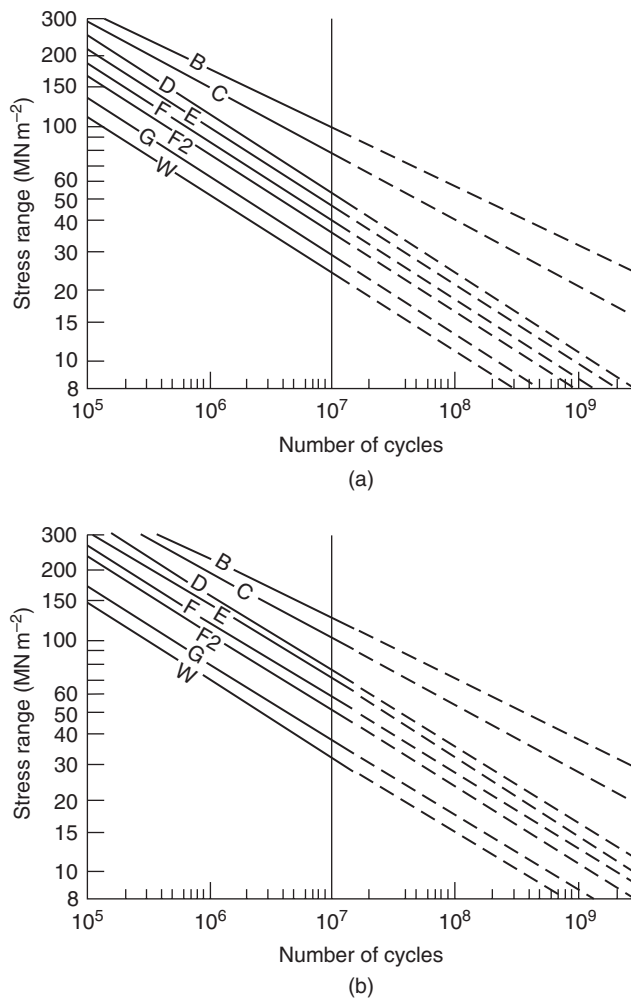 300
200
150
100
60
50
40
30
20
15
10
8
Stress range (MN m⁻²)
B
C
D
E
F
F2
G
W
10⁵
10⁶
10⁷
10⁸
10⁹
Number of cycles
(a)
300
200
150
100
60
50
40
30
20
15
10
8
Stress range (MN m⁻²)
B
C
D
E
F
F2
G
W
10⁵
10⁶
10⁷
10⁸
10⁹
Number of cycles
(b)